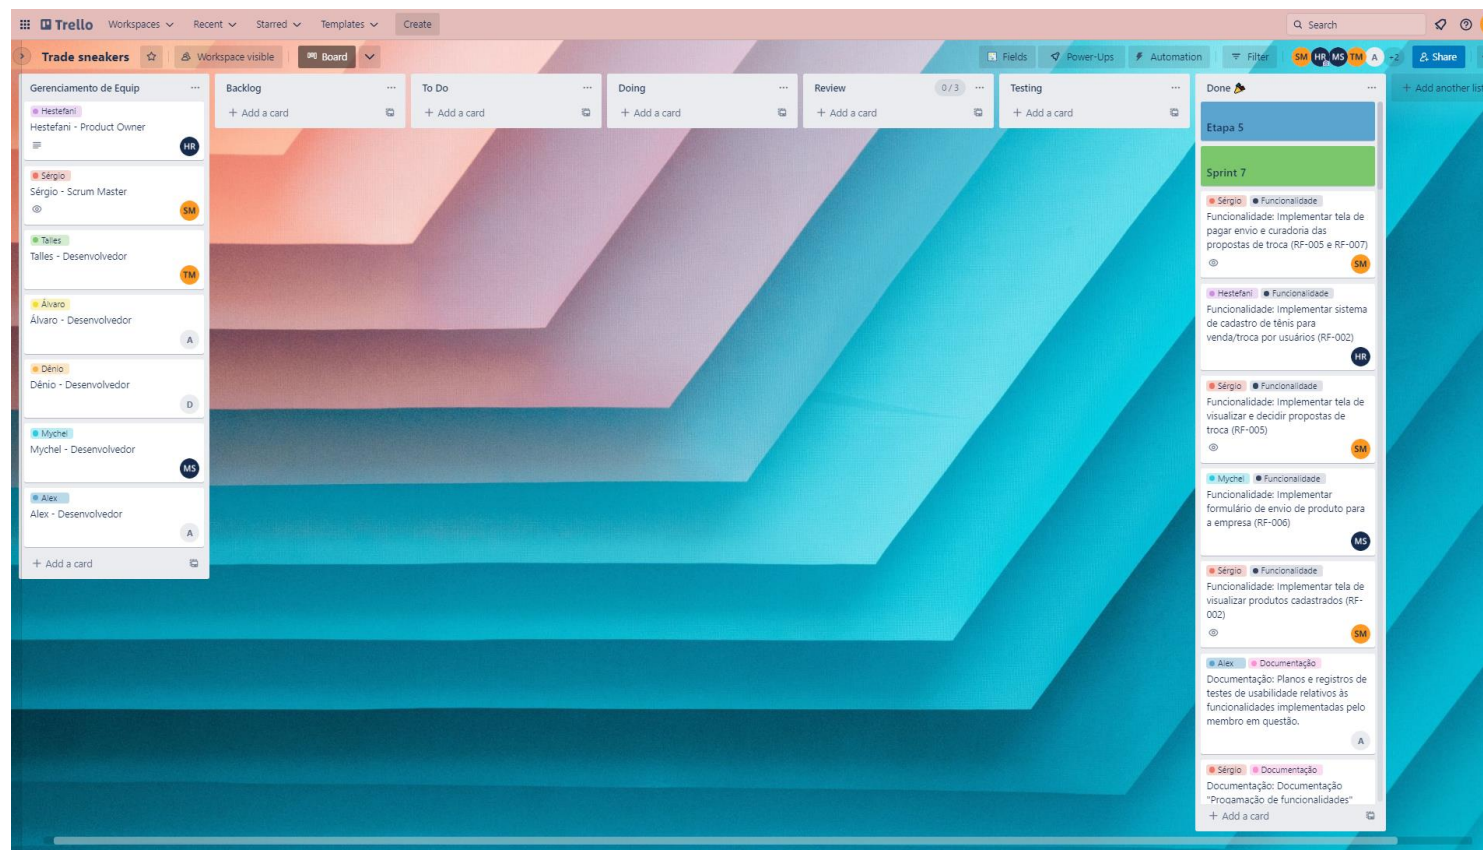 Trello Workspaces Recent Starred Templates Create Search
Trade sneakers Workspace visible Board Fields Power-Ups Automation Filter SM HR MS TM A +2 Share
Gerenciamento de Equip
Hestefani
Hestefani - Product Owner
HR
Sérgio
Sérgio - Scrum Master
SM
Talles
Talles - Desenvolvedor
TM
Álvaro
Álvaro - Desenvolvedor
A
Dênio
Dênio - Desenvolvedor
D
Mychel
Mychel - Desenvolvedor
MS
Alex
Alex - Desenvolvedor
A
+ Add a card
Backlog
+ Add a card
To Do
+ Add a card
Doing
+ Add a card
Review 0/3
+ Add a card
Testing
+ Add a card
Done
Etapa 5
Sprint 7
Sérgio Funcionalidade
Funcionalidade: Implementar tela de
pagar envio e curadoria das
propostas de troca (RF-005 e RF-007)
SM
Hestefani Funcionalidade
Funcionalidade: Implementar sistema
de cadastro de tênis para
venda/troca por usuários (RF-002)
HR
Sérgio Funcionalidade
Funcionalidade: Implementar tela de
visualizar e decidir propostas de
troca (RF-005)
SM
Mychel Funcionalidade
Funcionalidade: Implementar
formulário de envio de produto para
a empresa (RF-006)
MS
Sérgio Funcionalidade
Funcionalidade: Implementar tela de
visualizar produtos cadastrados (RF-
002)
SM
Alex Documentação
Documentação: Planos e registros de
testes de usabilidade relativos às
funcionalidades implementadas pelo
membro em questão.
A
Sérgio Documentação
Documentação: Documentação
"Progamação de funcionalidades"
+ Add a card
+ Add another list